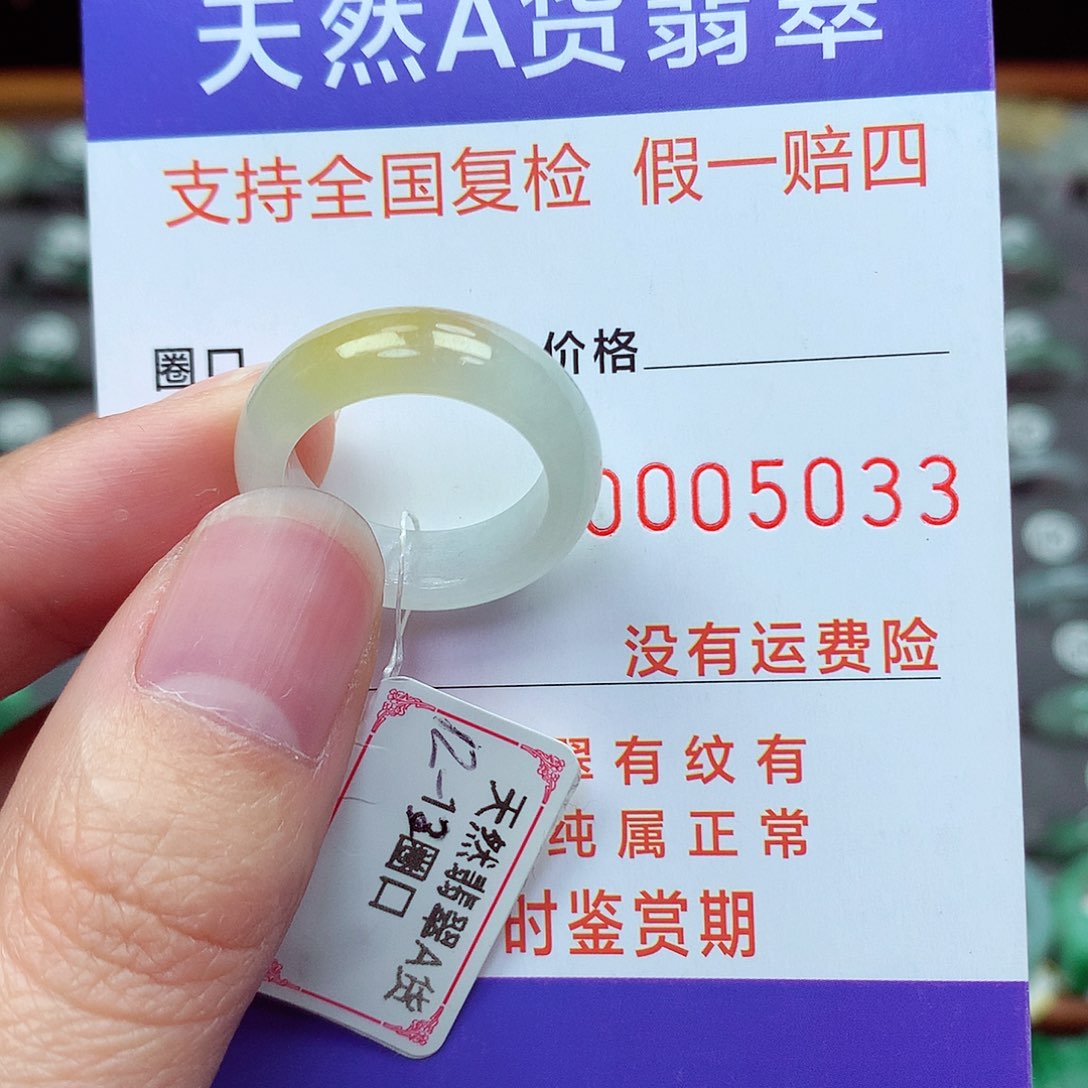 天然A货翡翠
支持全国复检 假一赔四
圈口
价格
0005033
没有运费险
翠有纹有
纯属正常
时鉴赏期
天然翡翠A货
12-13圈口